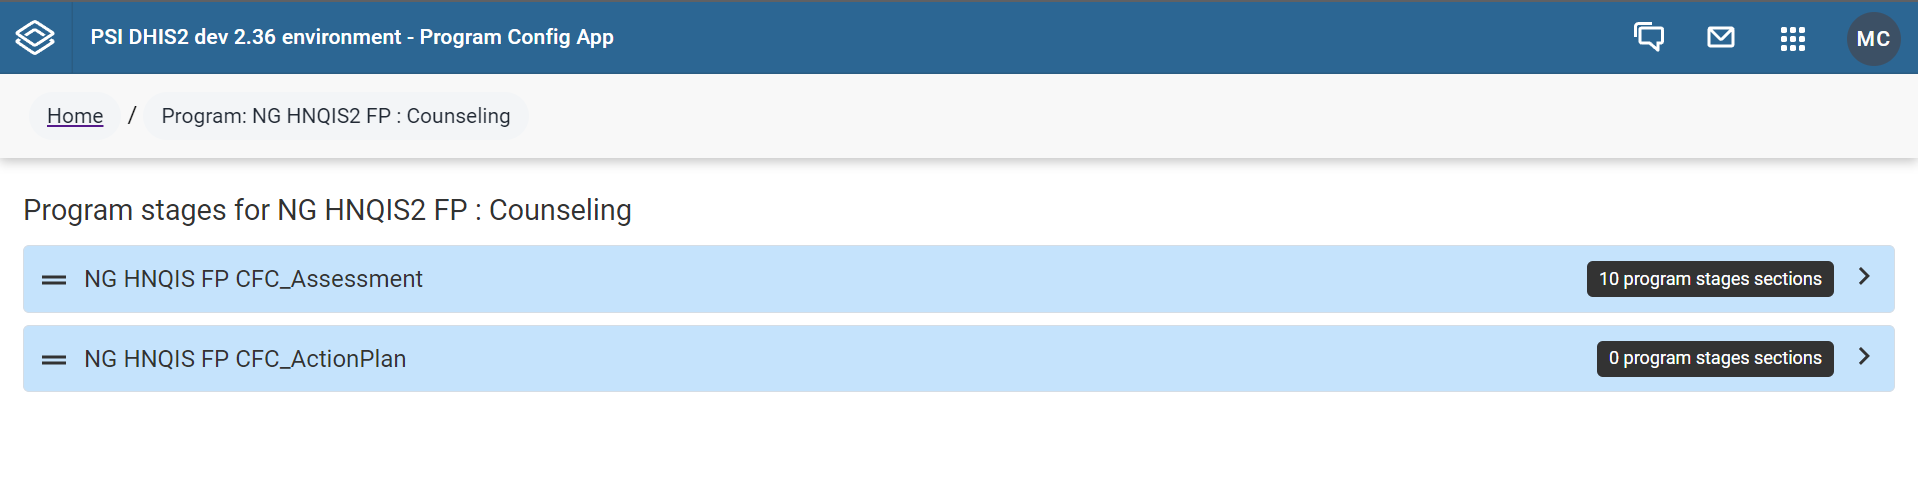 PSI DHIS2 dev 2.36 environment - Program Config App
MC
Home / Program: NG HNQIS2 FP : Counseling
Program stages for NG HNQIS2 FP : Counseling
NG HNQIS FP CFC_Assessment
10 program stages sections
NG HNQIS FP CFC_ActionPlan
0 program stages sections